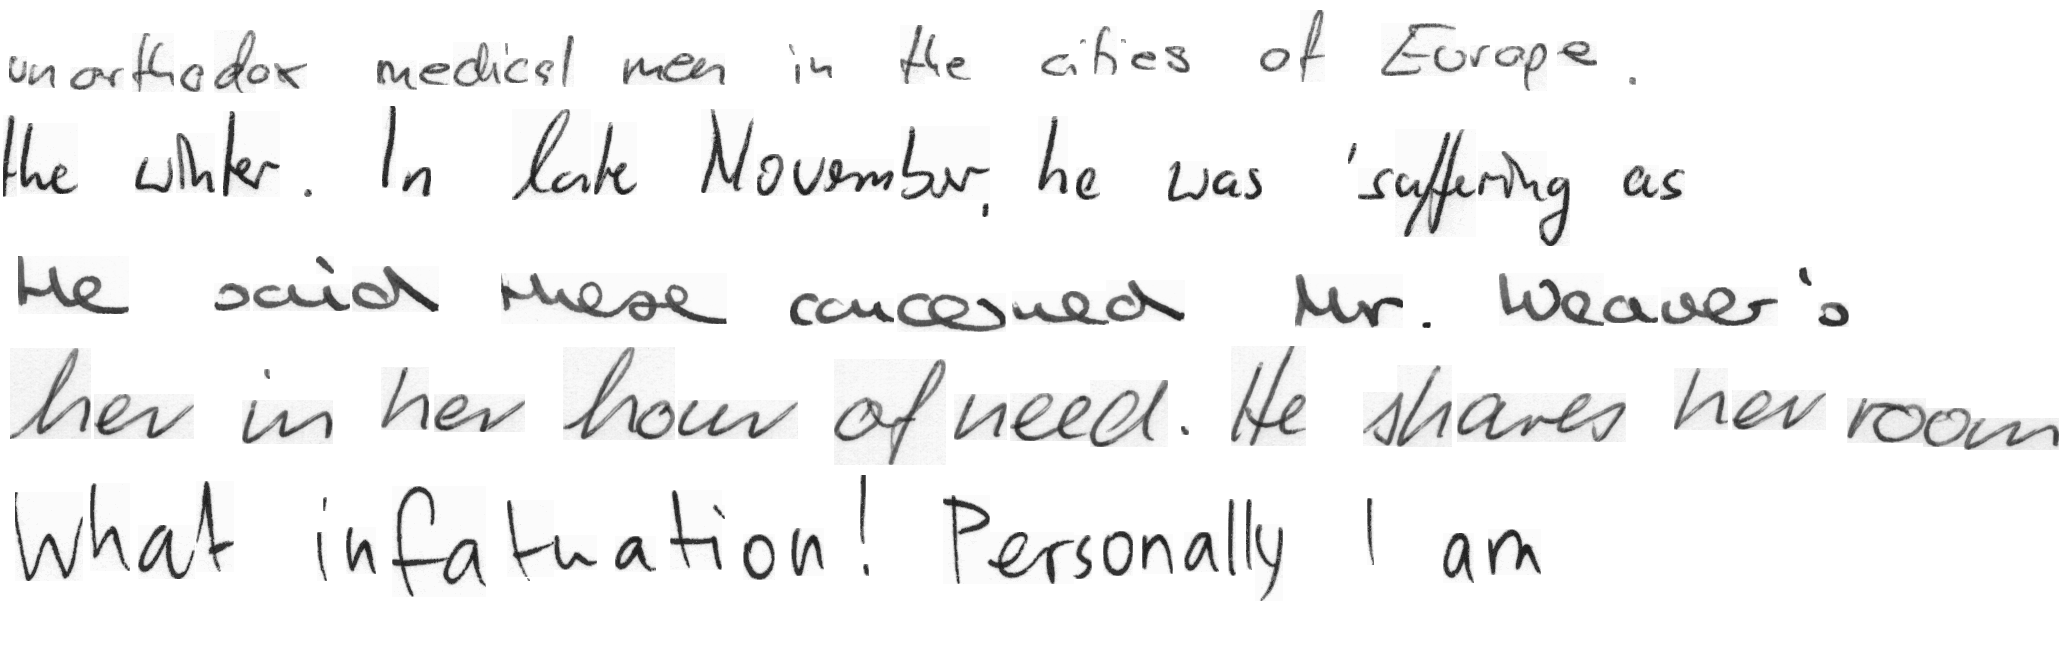 unorthodox medical men in the cities of Europe.
the winter. In late November, he was 'suffering as
He said these concerned Mr. Weaver's
her in her hour of need. He shares her room
What infatuation! Personally I am